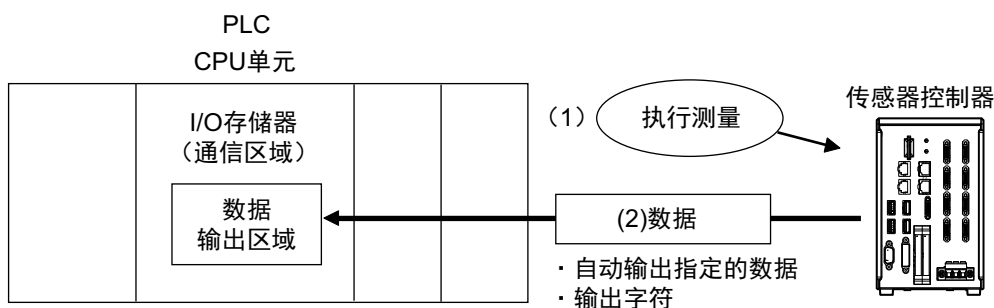 PLC
CPU单元
I/O存储器
（通信区域）
数据
输出区域
（1）
执行测量
传感器控制器
(2)数据
・自动输出指定的数据
・输出字符